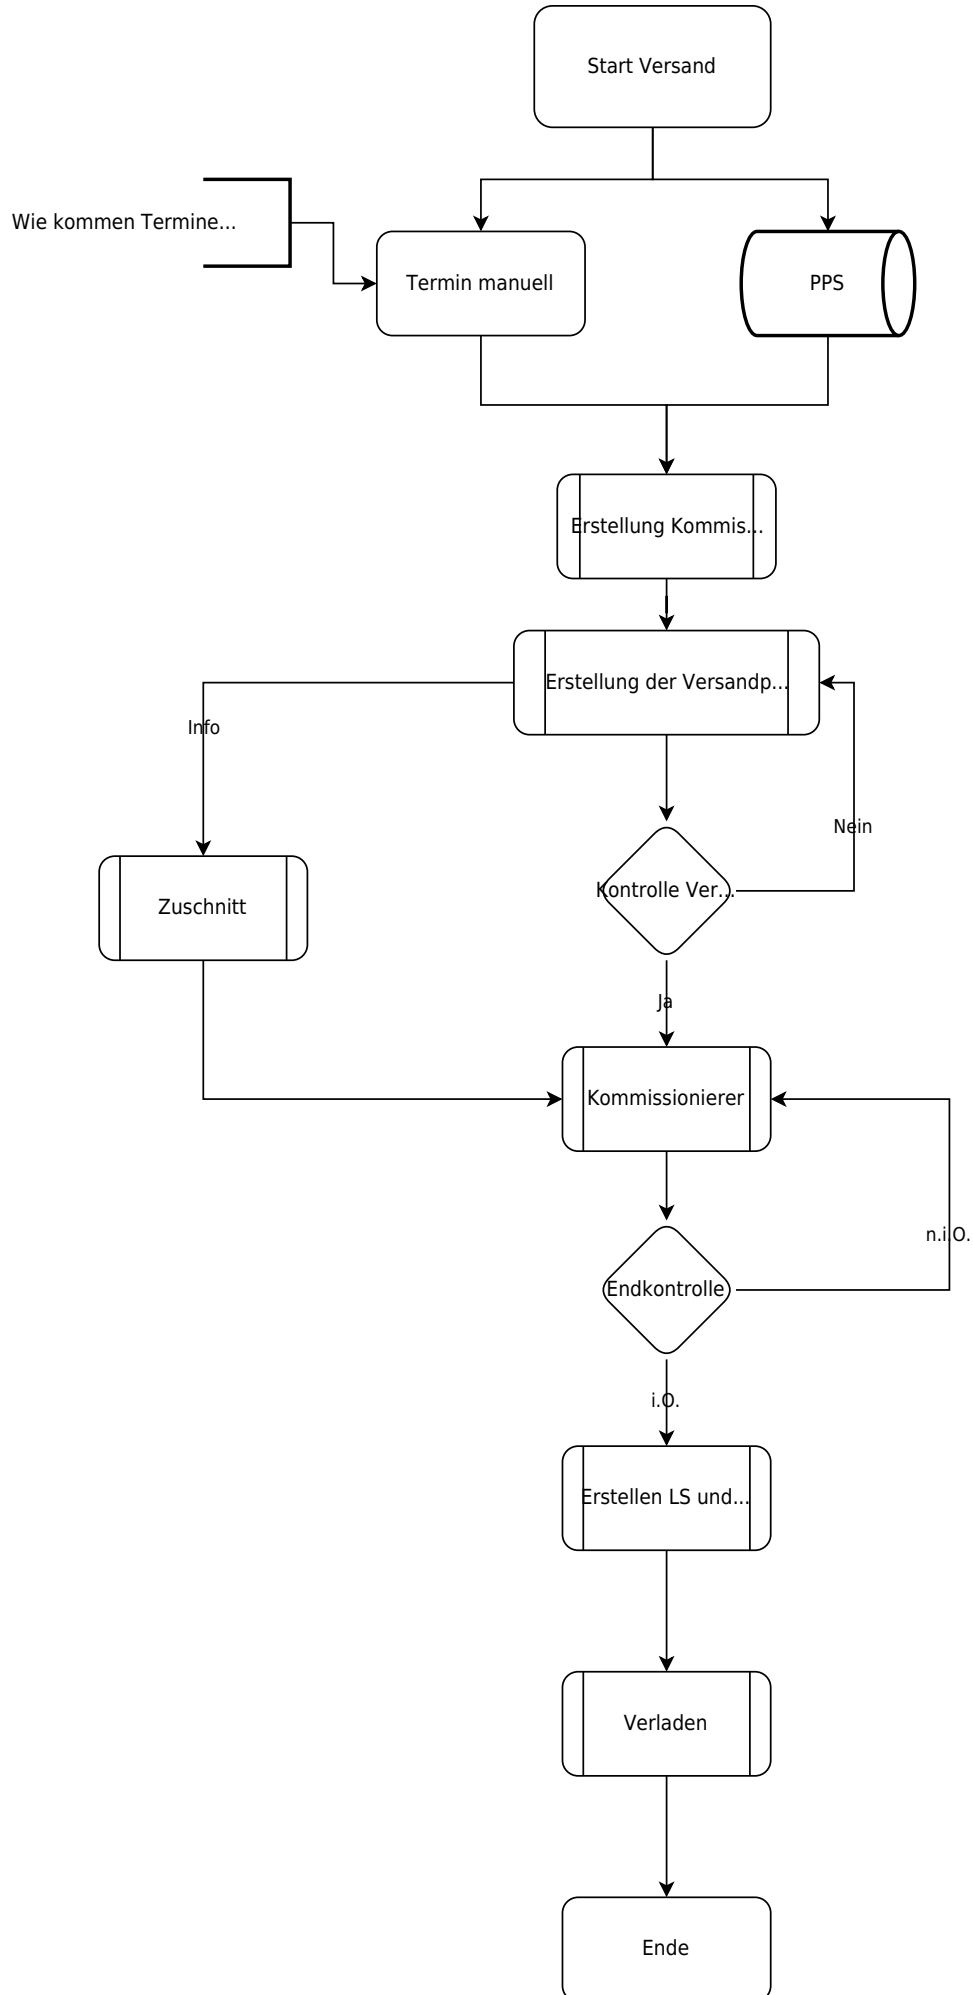 Start Versand
Wie kommen Termine...
Termin manuell
PPS
Erstellung Kommis...
Erstellung der Versandp...
Info
Nein
Kontrolle Ver...
Zuschnitt
Ja
Kommissionierer
n.i.O.
Endkontrolle
i.O.
Erstellen LS und...
Verladen
Ende